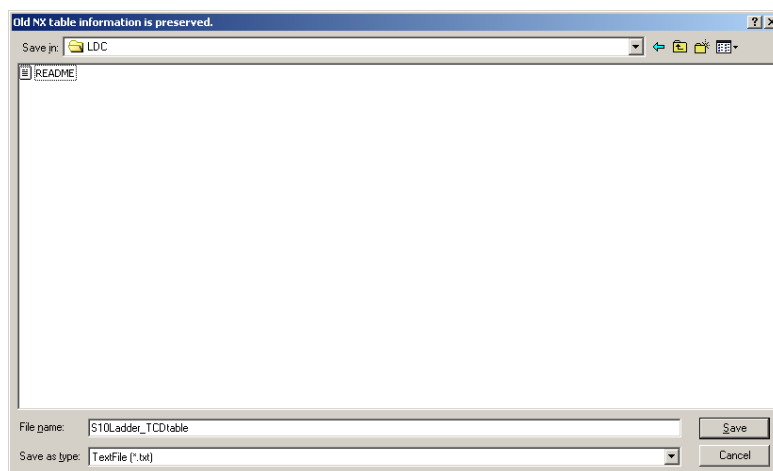 Old NX table information is preserved.
Save in: LDC
README
File name: S10Ladder_TCDtable Save
Save as type: TextFile (*.txt) Cancel